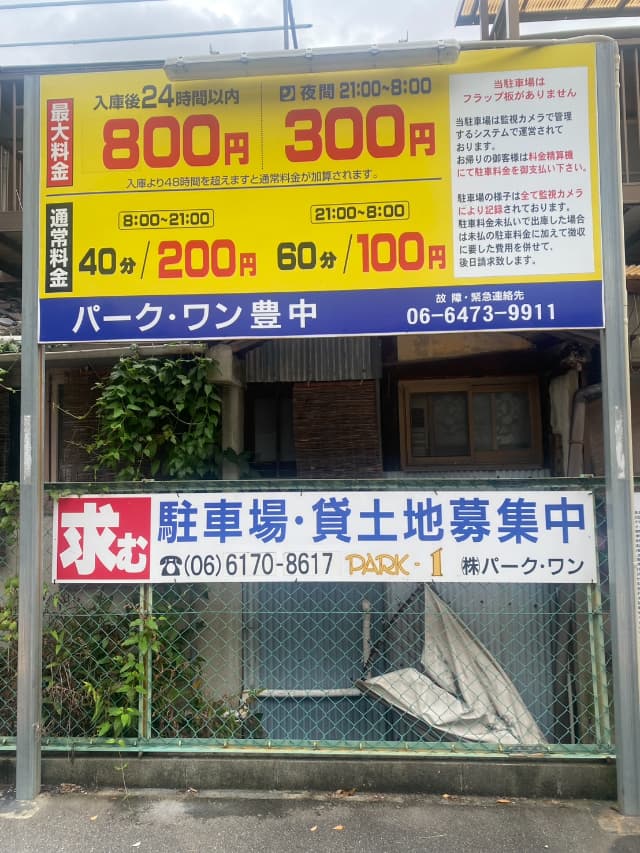 最大料金
入庫後24時間以内
800円
夜間 21:00~8:00
300円
入庫より48時間を超えますと通常料金が加算されます。
通常料金
8:00~21:00
40分/200円
21:00~8:00
60分/100円
当駐車場は
フラップ板がありません
当駐車場は監視カメラで管理
するシステムで運営されて
おります。
お帰りの御客様は料金精算機
にて駐車料金を御支払い下さい。
駐車場の様子は全て監視カメラ
により記録されております。
駐車料金未払いで出庫した場合
は未払の駐車料金に加えて徴収
に要した費用を併せて、
後日請求致します。
パーク・ワン豊中
故障・緊急連絡先
06-6473-9911
求む
駐車場・貸土地募集中
☎(06)6170-8617 PARK-1 ㈱パーク・ワン